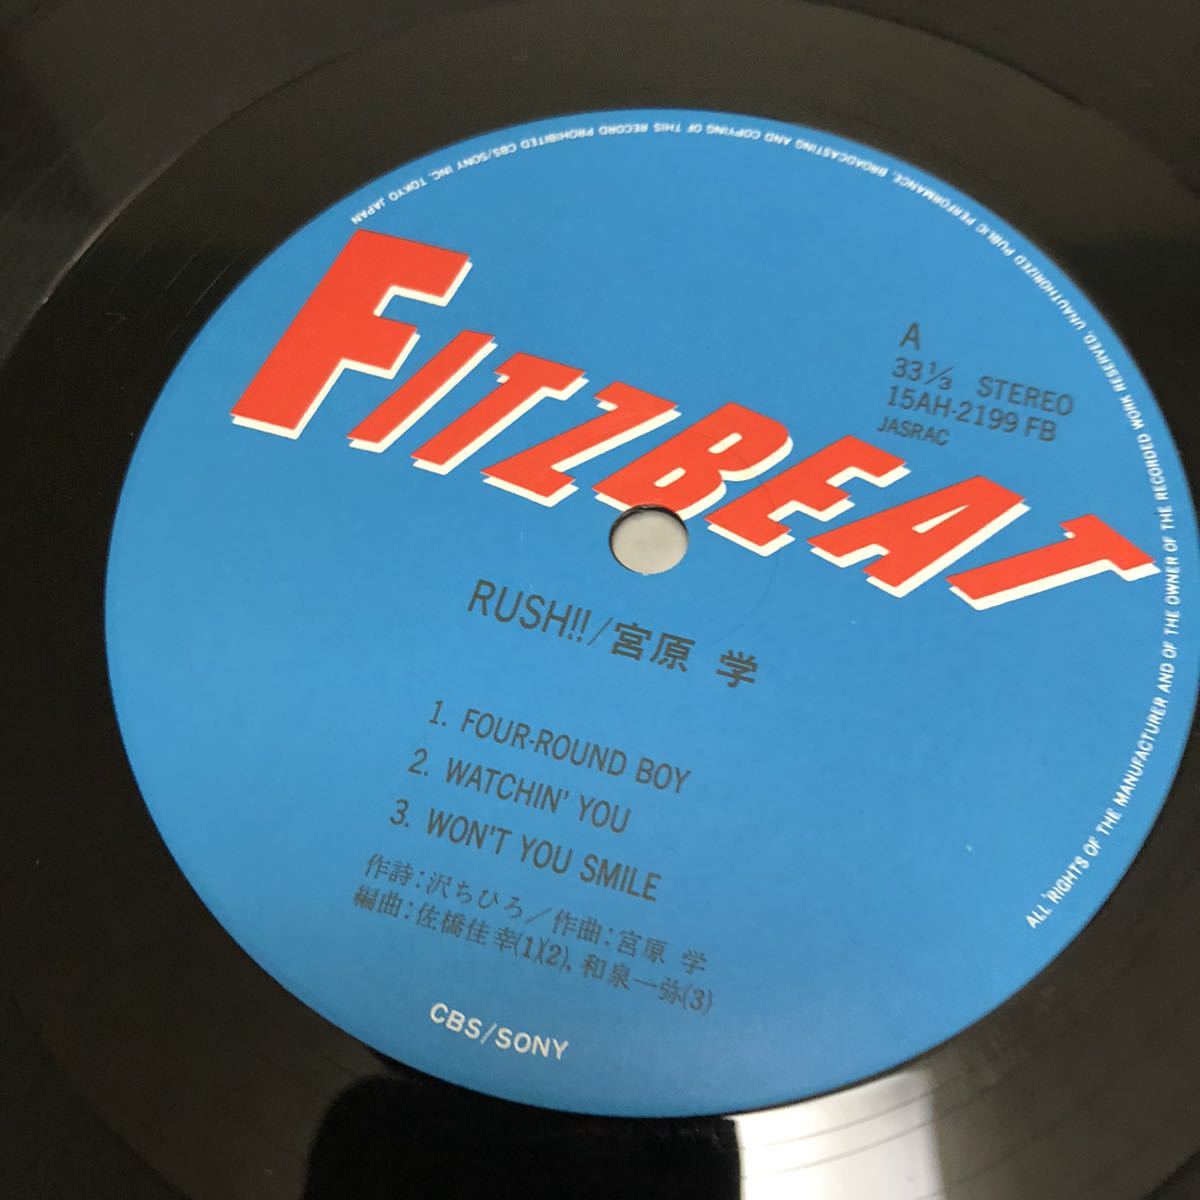 FITZBEAT
A
33⅓ STEREO
15AH-2199 FB
JASRAC
RUSH!!/宮原 学
1. FOUR-ROUND BOY
2. WATCHIN' YOU
3. WON'T YOU SMILE
作詩:沢ちひろ/作曲:宮原 学
編曲:佐橋佳幸(1)(2), 和泉一弥(3)
CBS/SONY
ALL RIGHTS OF THE MANUFACTURER AND OF THE OWNER OF THE RECORDED WORK RESERVED. UNAUTHORIZED PUBLIC PERFORMANCE, BROADCASTING AND COPYING OF THIS RECORD PROHIBITED CBS/SONY INC. TOKYO JAPAN